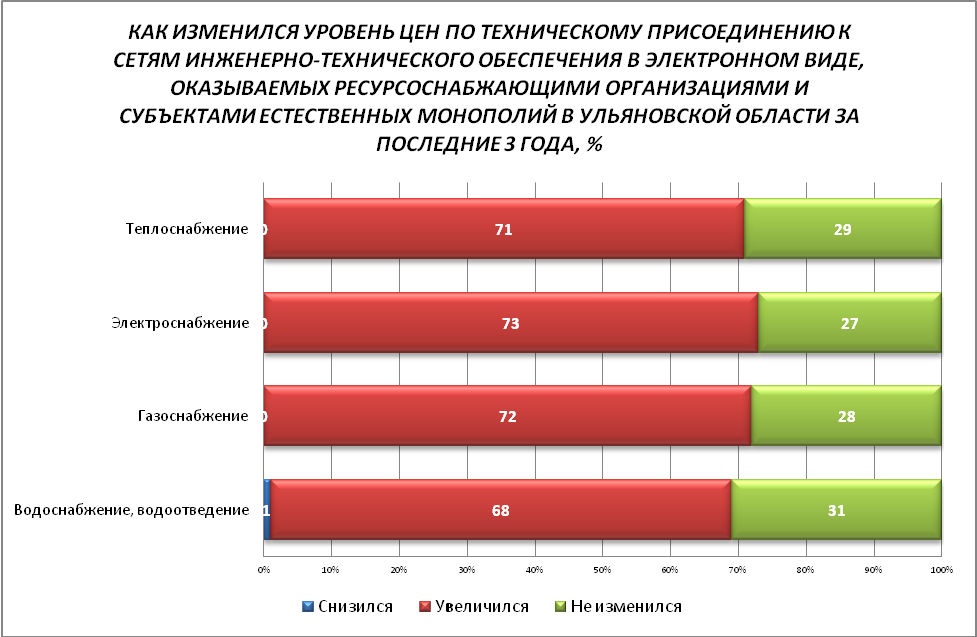 КАК ИЗМЕНИЛСЯ УРОВЕНЬ ЦЕН ПО ТЕХНИЧЕСКОМУ ПРИСОЕДИНЕНИЮ К
СЕТЯМ ИНЖЕНЕРНО-ТЕХНИЧЕСКОГО ОБЕСПЕЧЕНИЯ В ЭЛЕКТРОННОМ ВИДЕ,
ОКАЗЫВАЕМЫХ РЕСУРСОСНАБЖАЮЩИМИ ОРГАНИЗАЦИЯМИ И
СУБЪЕКТАМИ ЕСТЕСТВЕННЫХ МОНОПОЛИЙ В УЛЬЯНОВСКОЙ ОБЛАСТИ ЗА
ПОСЛЕДНИЕ 3 ГОДА, %
Теплоснабжение 0 71 29
Электроснабжение 0 73 27
Газоснабжение 0 72 28
Водоснабжение, водоотведение 1 68 31
0% 10% 20% 30% 40% 50% 60% 70% 80% 90% 100%
Снизился Увеличился Не изменился